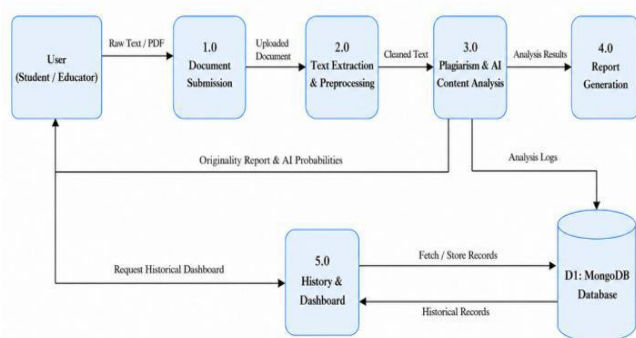 User
(Student / Educator)
Raw Text / PDF
1.0
Document
Submission
Uploaded
Document
2.0
Text Extraction
& Preprocessing
Cleaned Text
3.0
Plagiarism & AI
Content Analysis
Analysis Results
4.0
Report
Generation
Originality Report & AI Probabilities
Analysis Logs
Request Historical Dashboard
5.0
History &
Dashboard
Fetch / Store Records
Historical Records
D1: MongoDB
Database